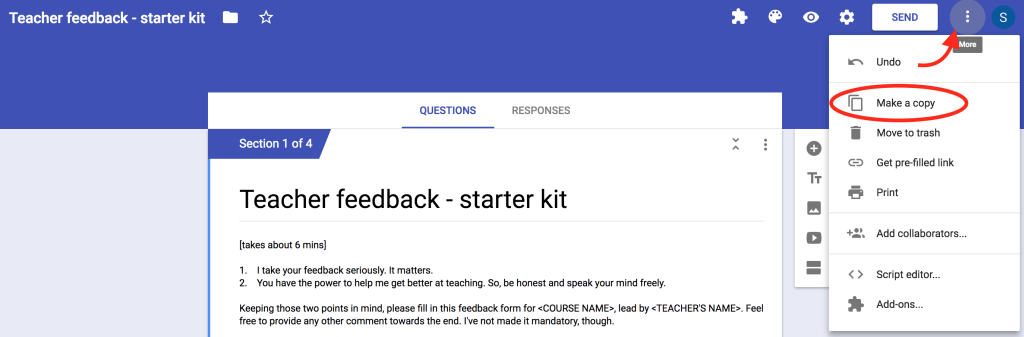 Teacher feedback - starter kit
SEND
S
More
Undo
Make a copy
Move to trash
Get pre-filled link
Print
Add collaborators...
Script editor...
Add-ons...
QUESTIONS RESPONSES
Section 1 of 4
Tт
Teacher feedback - starter kit
[takes about 6 mins]
1. I take your feedback seriously. It matters.
2. You have the power to help me get better at teaching. So, be honest and speak your mind freely.
Keeping those two points in mind, please fill in this feedback form for <COURSE NAME>, lead by <TEACHER'S NAME>. Feel
free to provide any other comment towards the end. I've not made it mandatory, though.